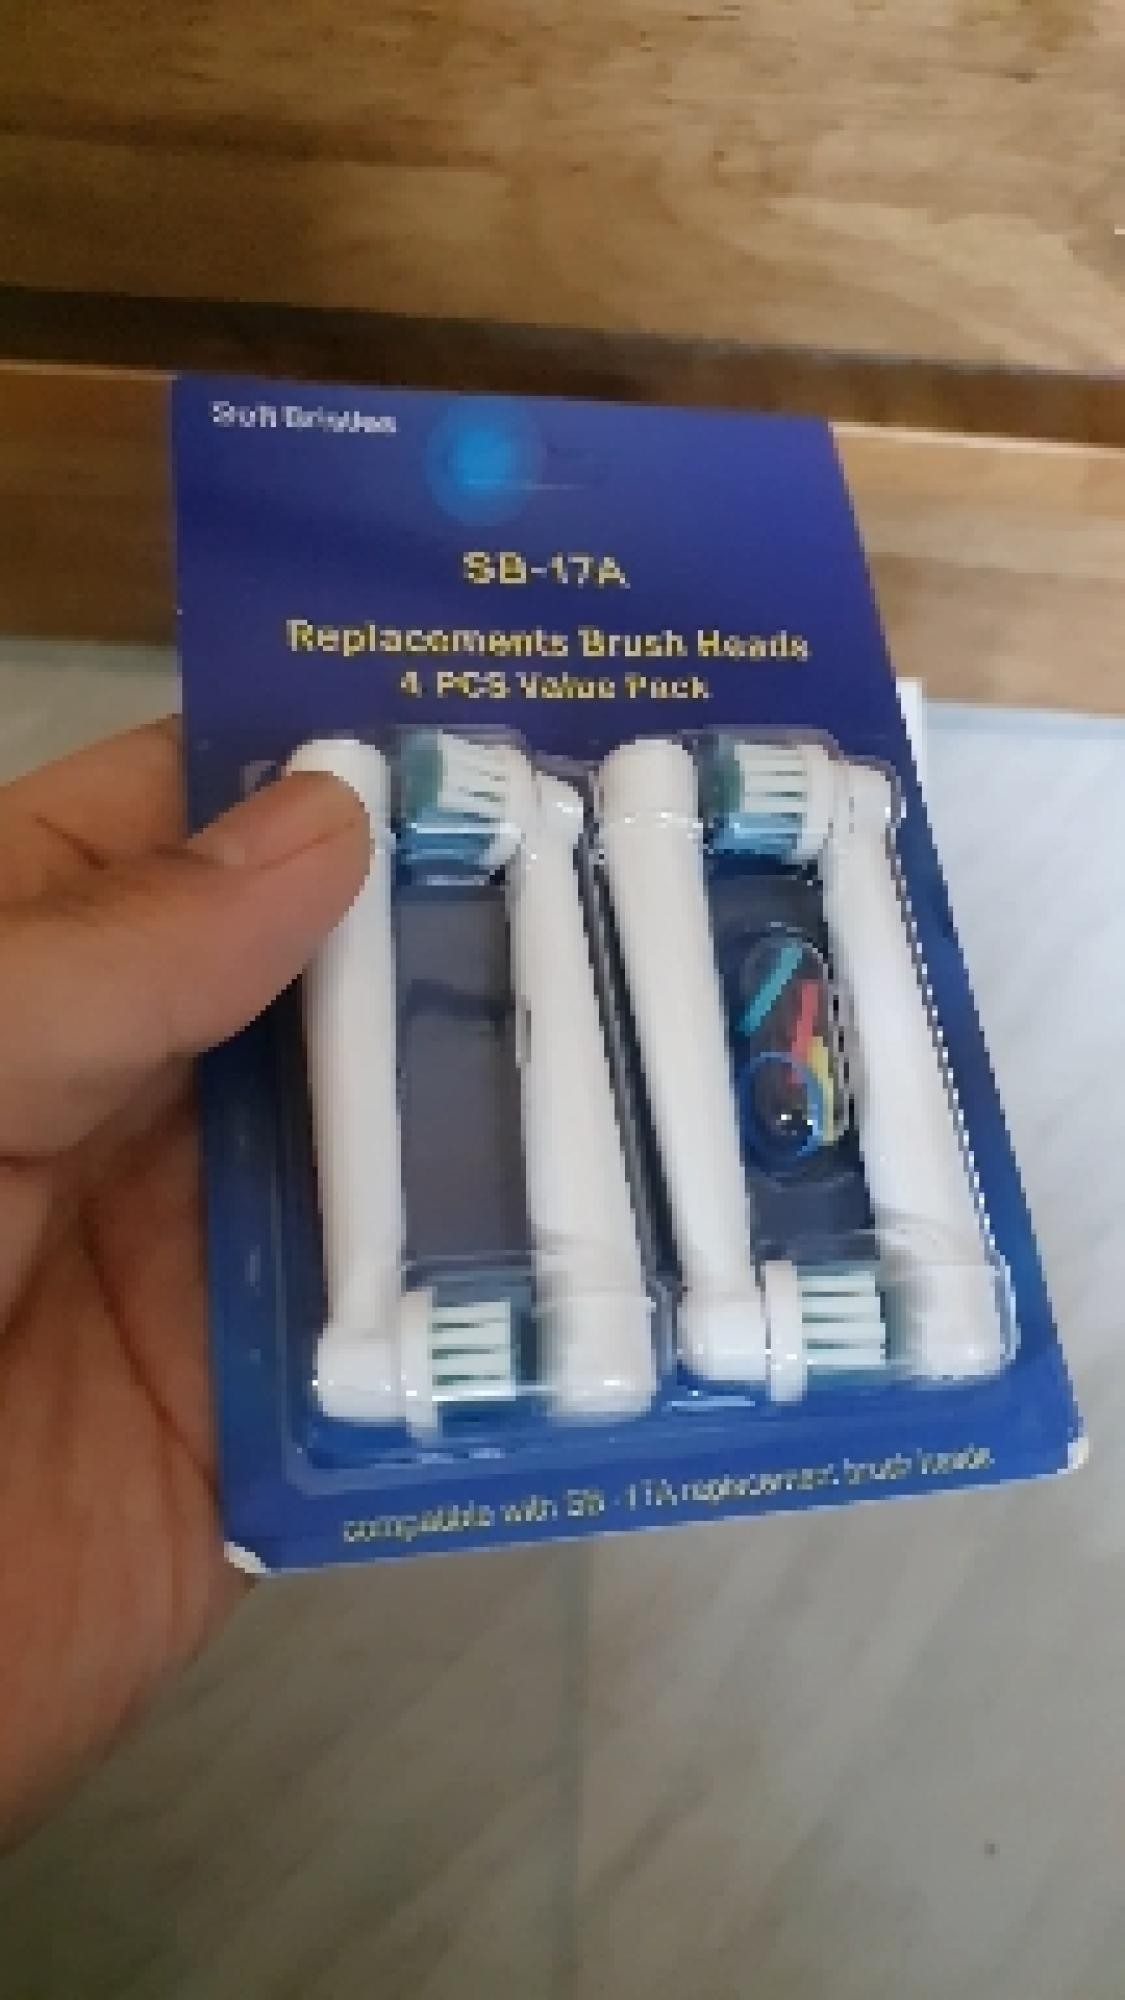 Soft Bristles
SB-17A
Replacements Brush Heads
4 PCS Value Pack
compatible with SB -17A replacement brush heads